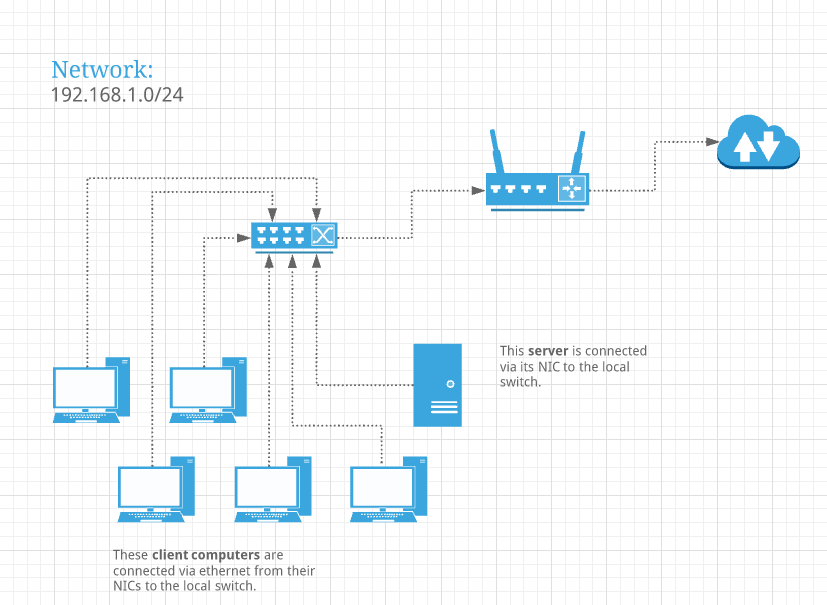 Network:
192.168.1.0/24
This server is connected
via its NIC to the local
switch.
These client computers are
connected via ethernet from their
NICs to the local switch.